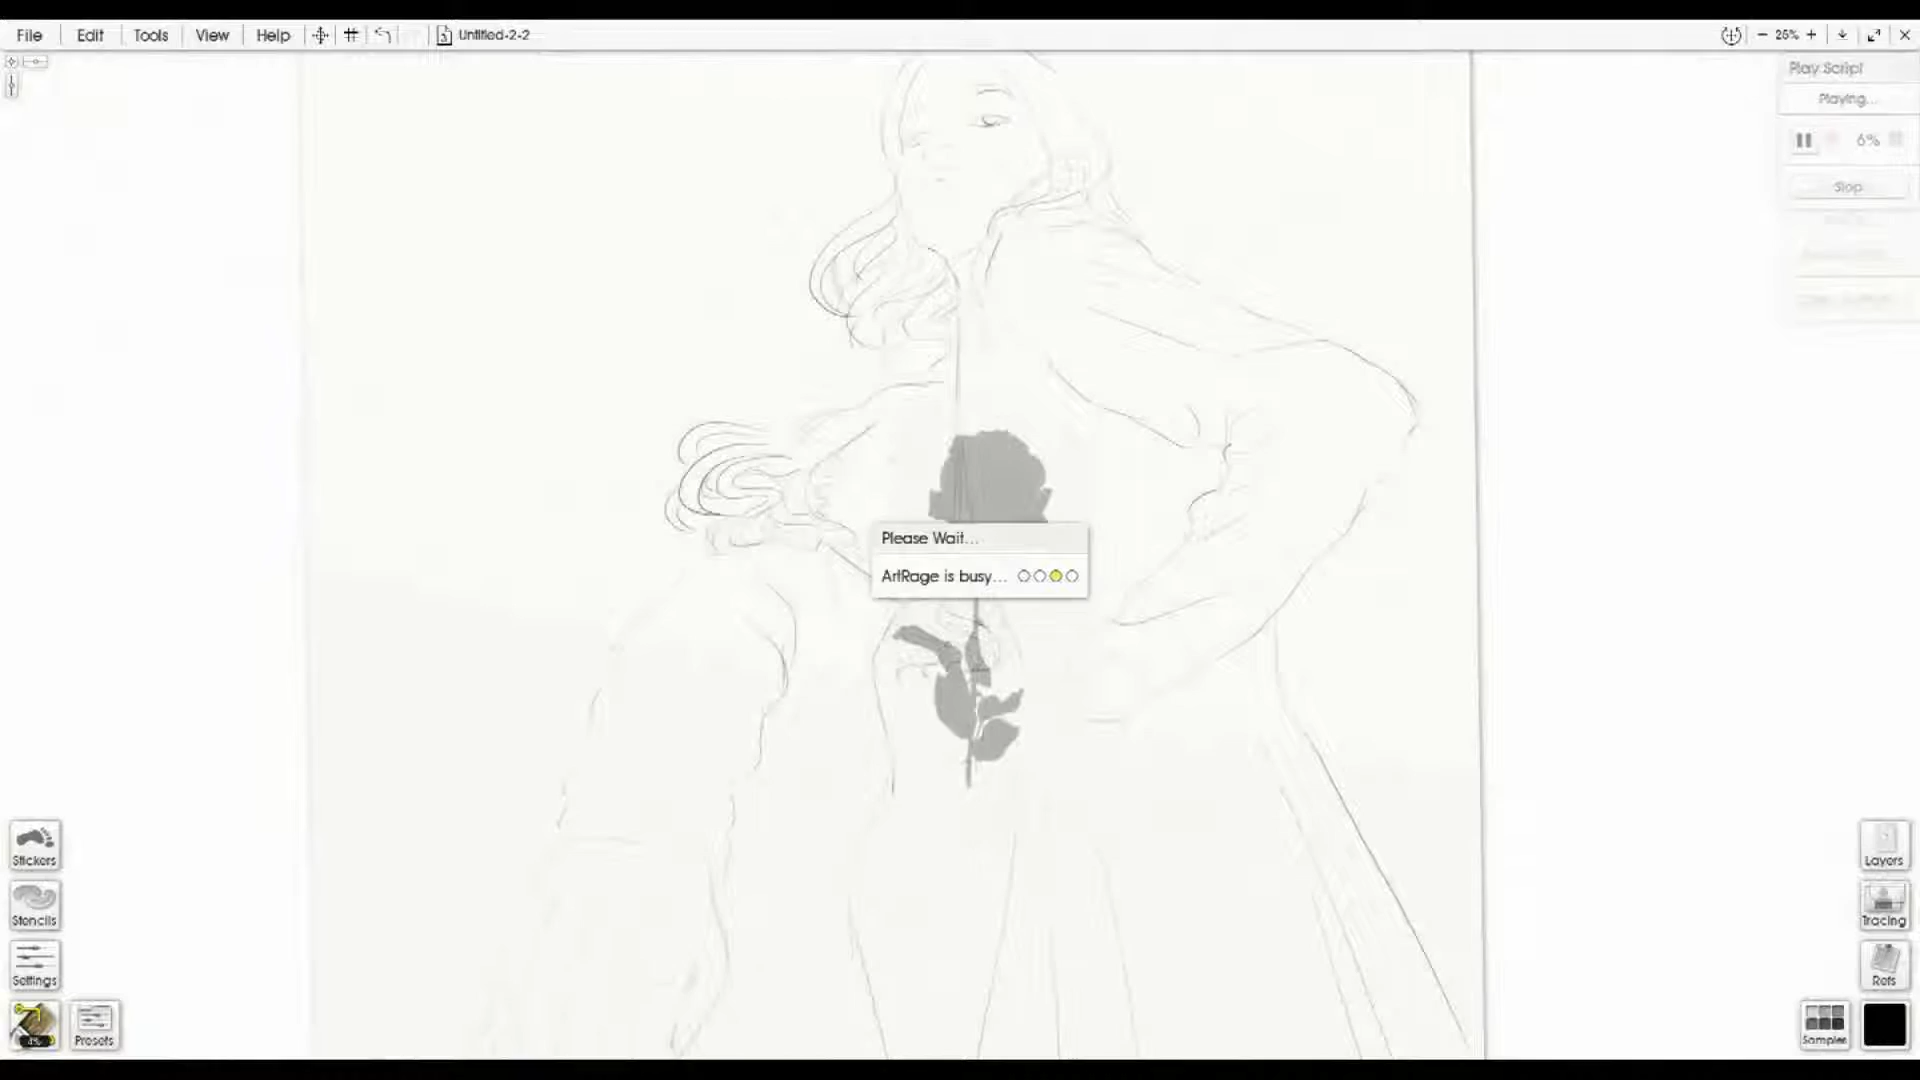 File Edit Tools View Help Untitled-2-2 25%
Play Script
Playing...
6%
Stop
Please Wait...
ArtRage is busy...
Stickers
Stencils
Settings
Presets
Layers
Tracing
Refs
Samples